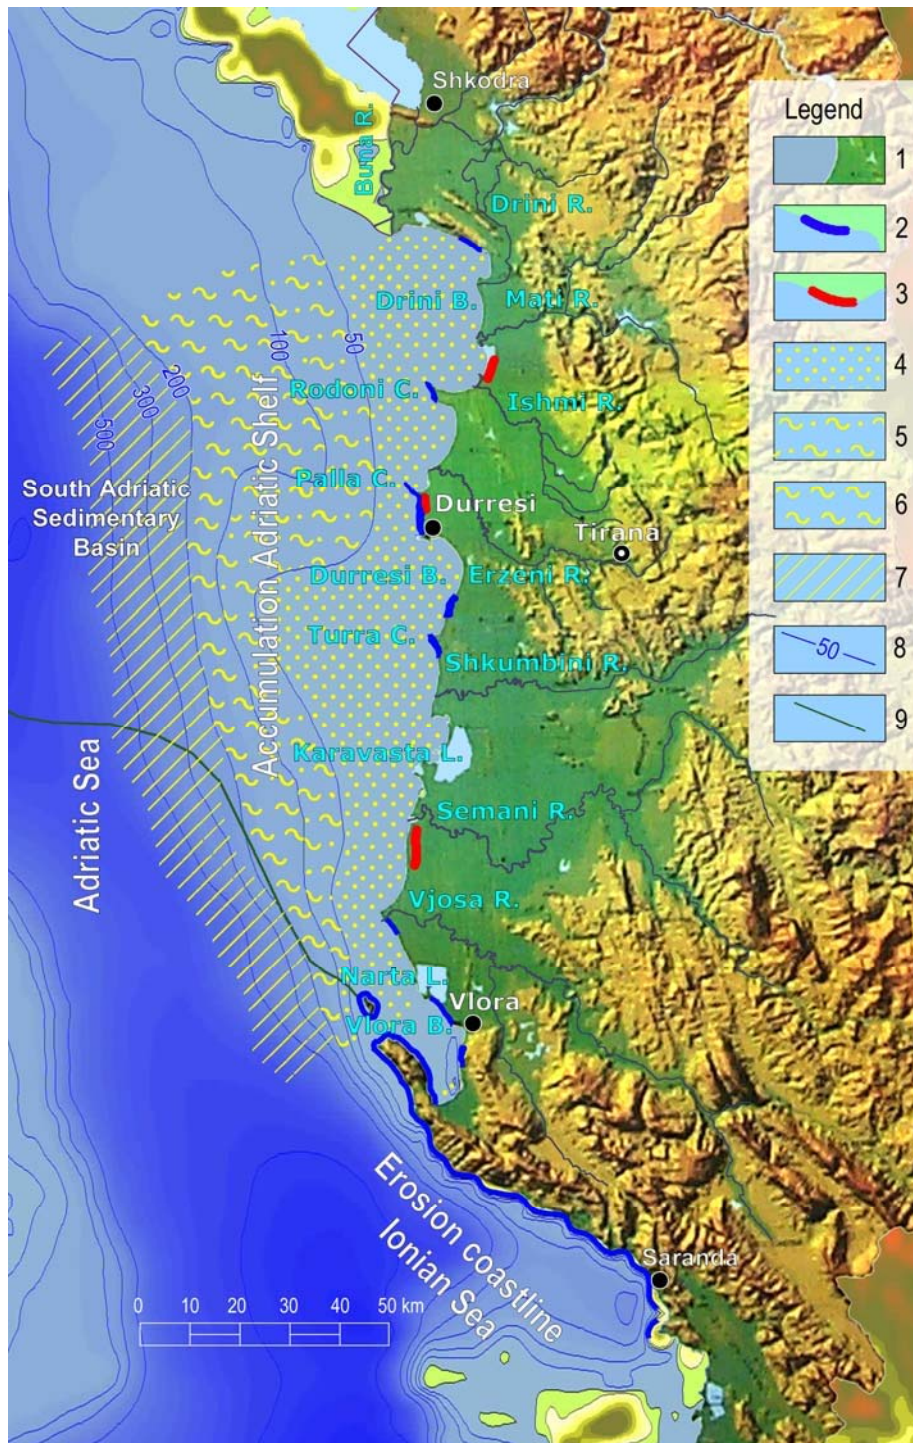 Shkodra
Legend
Buna R.
1
Drini R.
2
Drini B.
Mati R.
3
50
100
4
200
Rodoni C.
Ishmi R.
300
5
500
Accumulation Adriatic Shelf
Palla C.
South Adriatic
Sedimentary
Basin
Durresi
6
Tirana
Durresi B.
Erzeni R.
7
Turra C.
Shkumbini R.
50
8
Karavasta L.
9
Adriatic Sea
Semani R.
Vjosa R.
Narta L.
Vlora
Vlora B.
Erosion coastline
Ionian Sea
Saranda
0 10 20 30 40 50 km